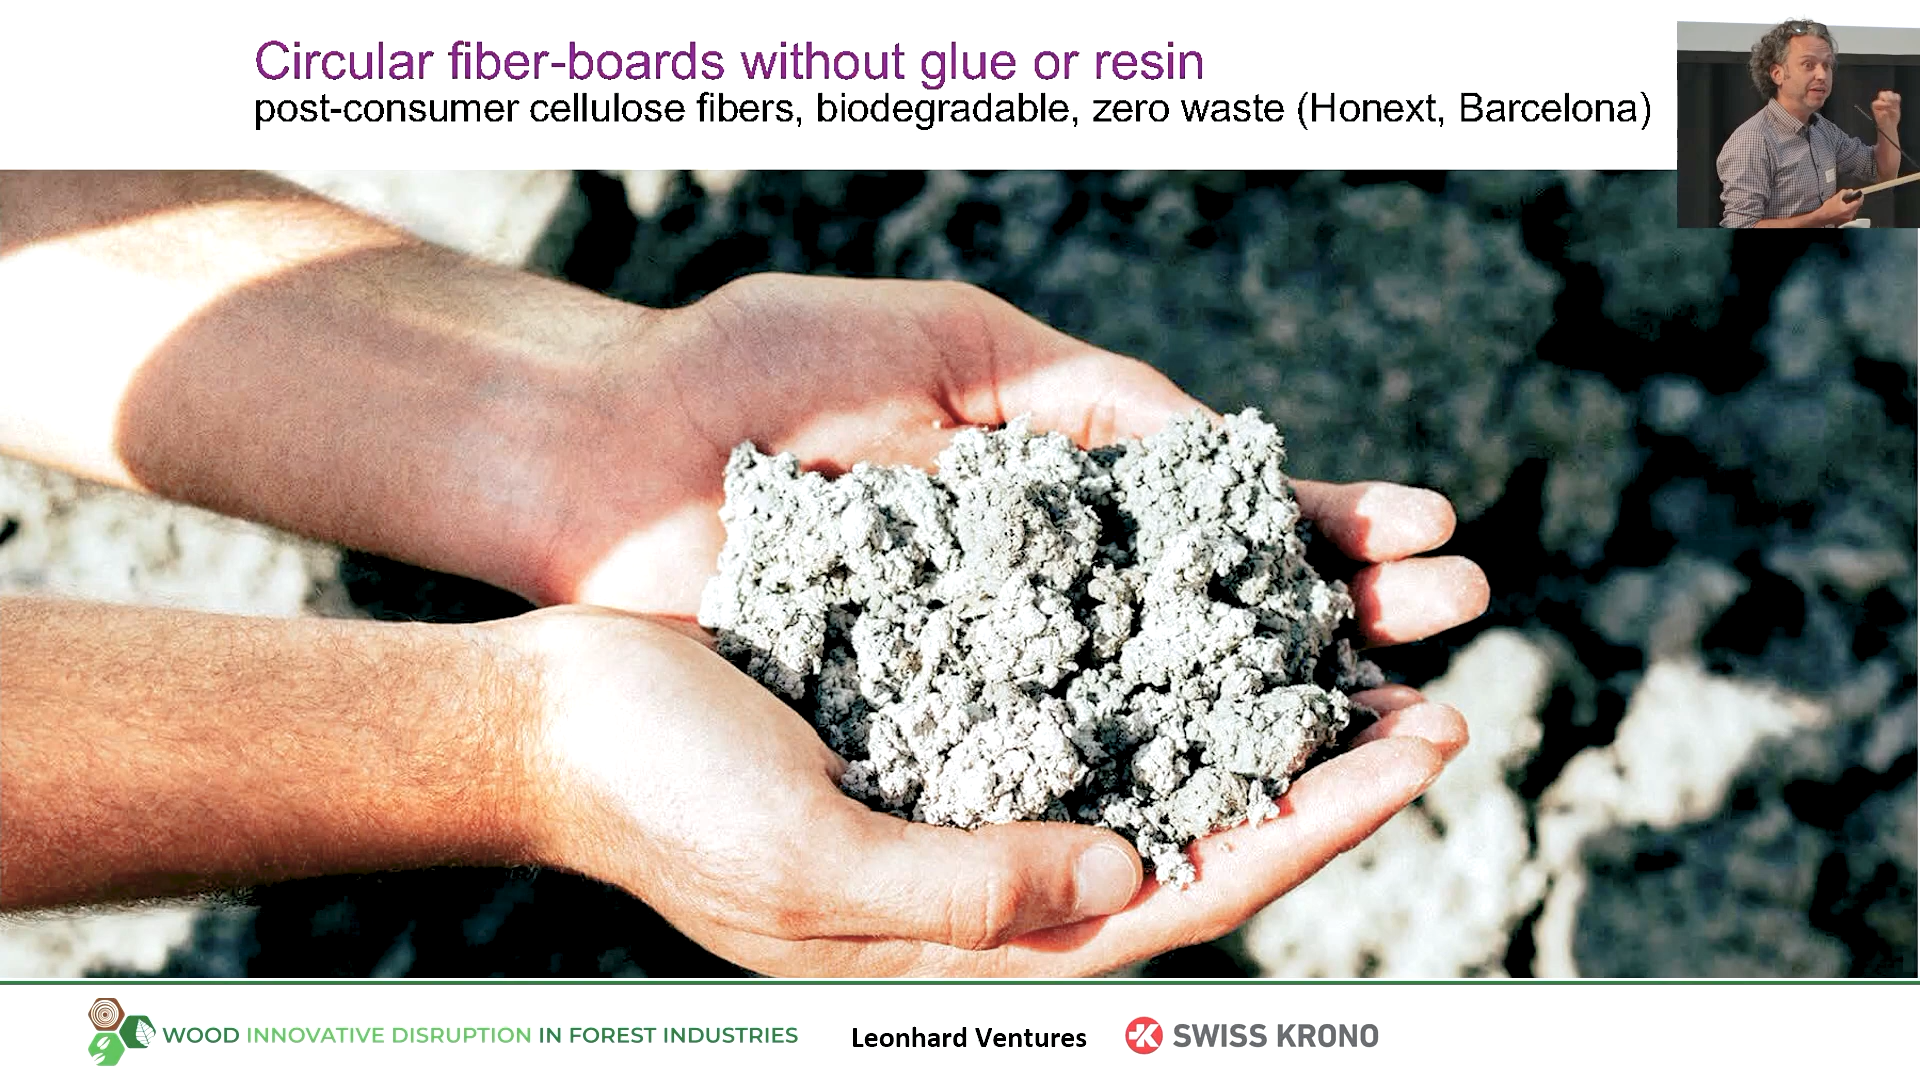 Circular fiber-boards without glue or resin
post-consumer cellulose fibers, biodegradable, zero waste (Honext, Barcelona)
WOOD INNOVATIVE DISRUPTION IN FOREST INDUSTRIES
Leonhard Ventures
SWISS KRONO